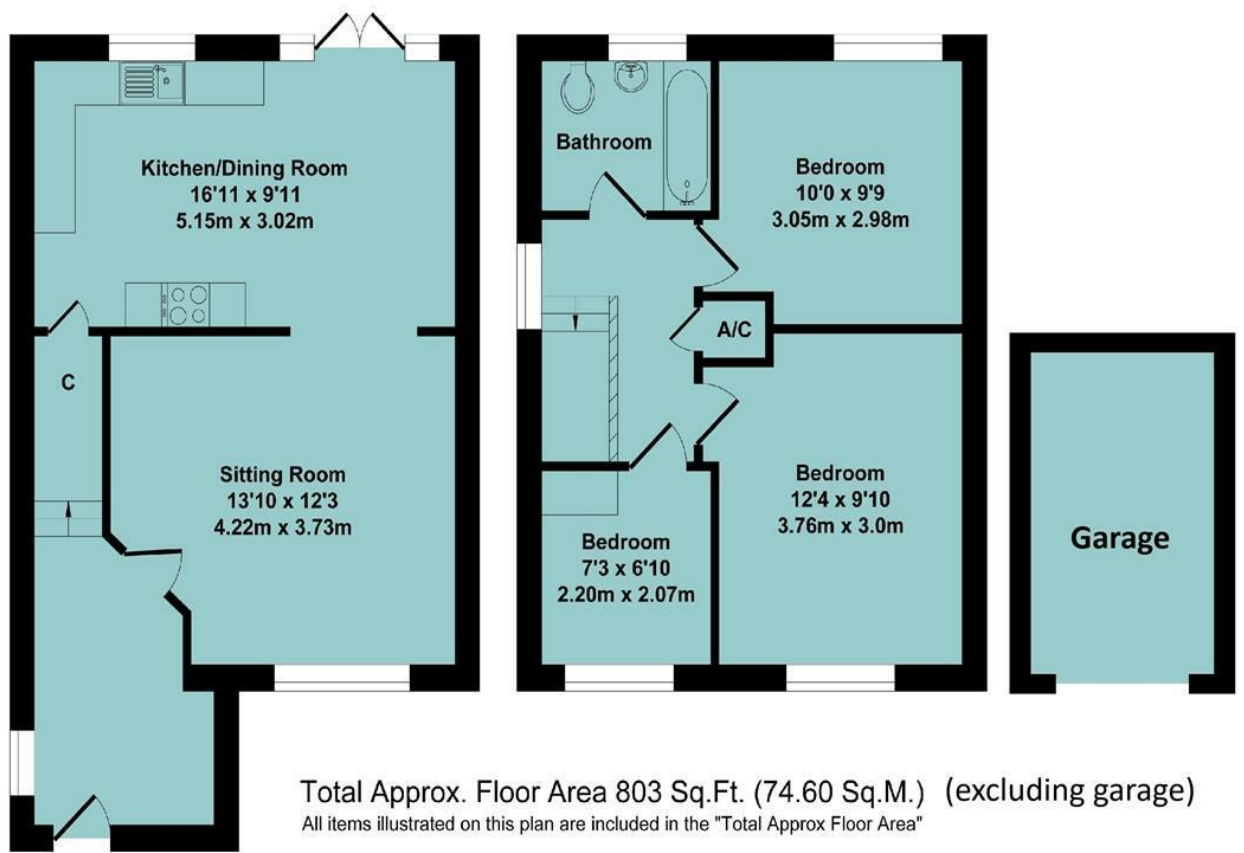 Kitchen/Dining Room
16'11 x 9'11
5.15m x 3.02m
C
Sitting Room
13'10 x 12'3
4.22m x 3.73m
Bathroom
Bedroom
10'0 x 9'9
3.05m x 2.98m
A/C
Bedroom
12'4 x 9'10
3.76m x 3.0m
Bedroom
7'3 x 6'10
2.20m x 2.07m
Garage
Total Approx. Floor Area 803 Sq.Ft. (74.60 Sq.M.) (excluding garage)
All items illustrated on this plan are included in the "Total Approx Floor Area"